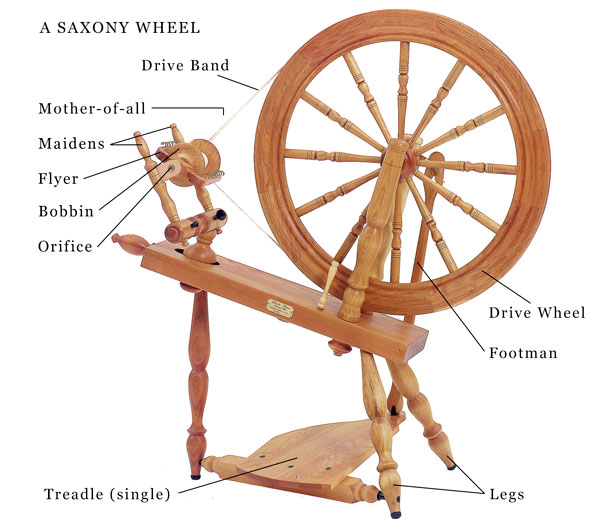 A SAXONY WHEEL
Drive Band
Mother-of-all
Maidens
Flyer
Bobbin
Orifice
Drive Wheel
Footman
Treadle (single)
Legs